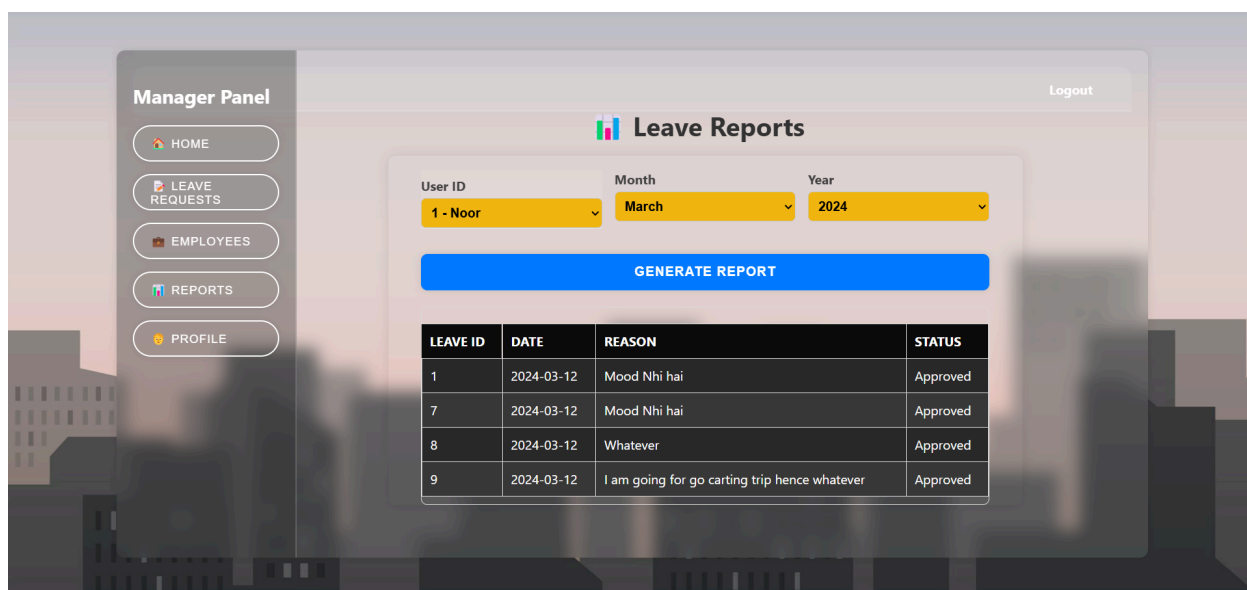 Manager Panel
Logout
🏠 HOME
📝 LEAVE
REQUESTS
💼 EMPLOYEES
📊 REPORTS
PROFILE
📊 Leave Reports
User ID
Month
Year
1 - Noor
March
2024
GENERATE REPORT
LEAVE ID DATE REASON STATUS
1 2024-03-12 Mood Nhi hai Approved
7 2024-03-12 Mood Nhi hai Approved
8 2024-03-12 Whatever Approved
9 2024-03-12 I am going for go carting trip hence whatever Approved